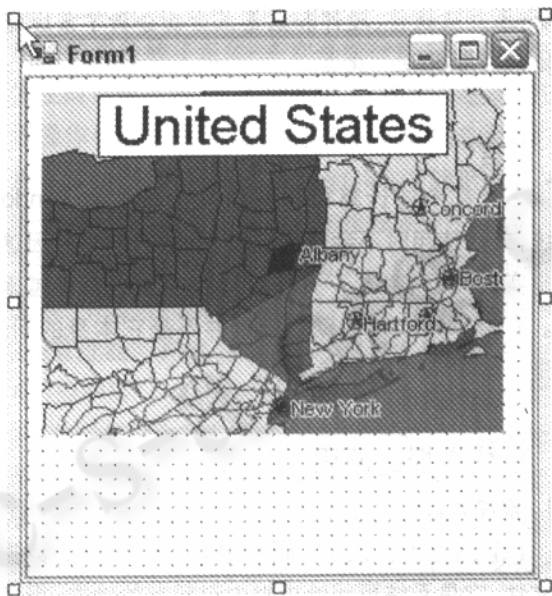 Form1
United States
Concord
Albany
Bosto
Hartford
New York